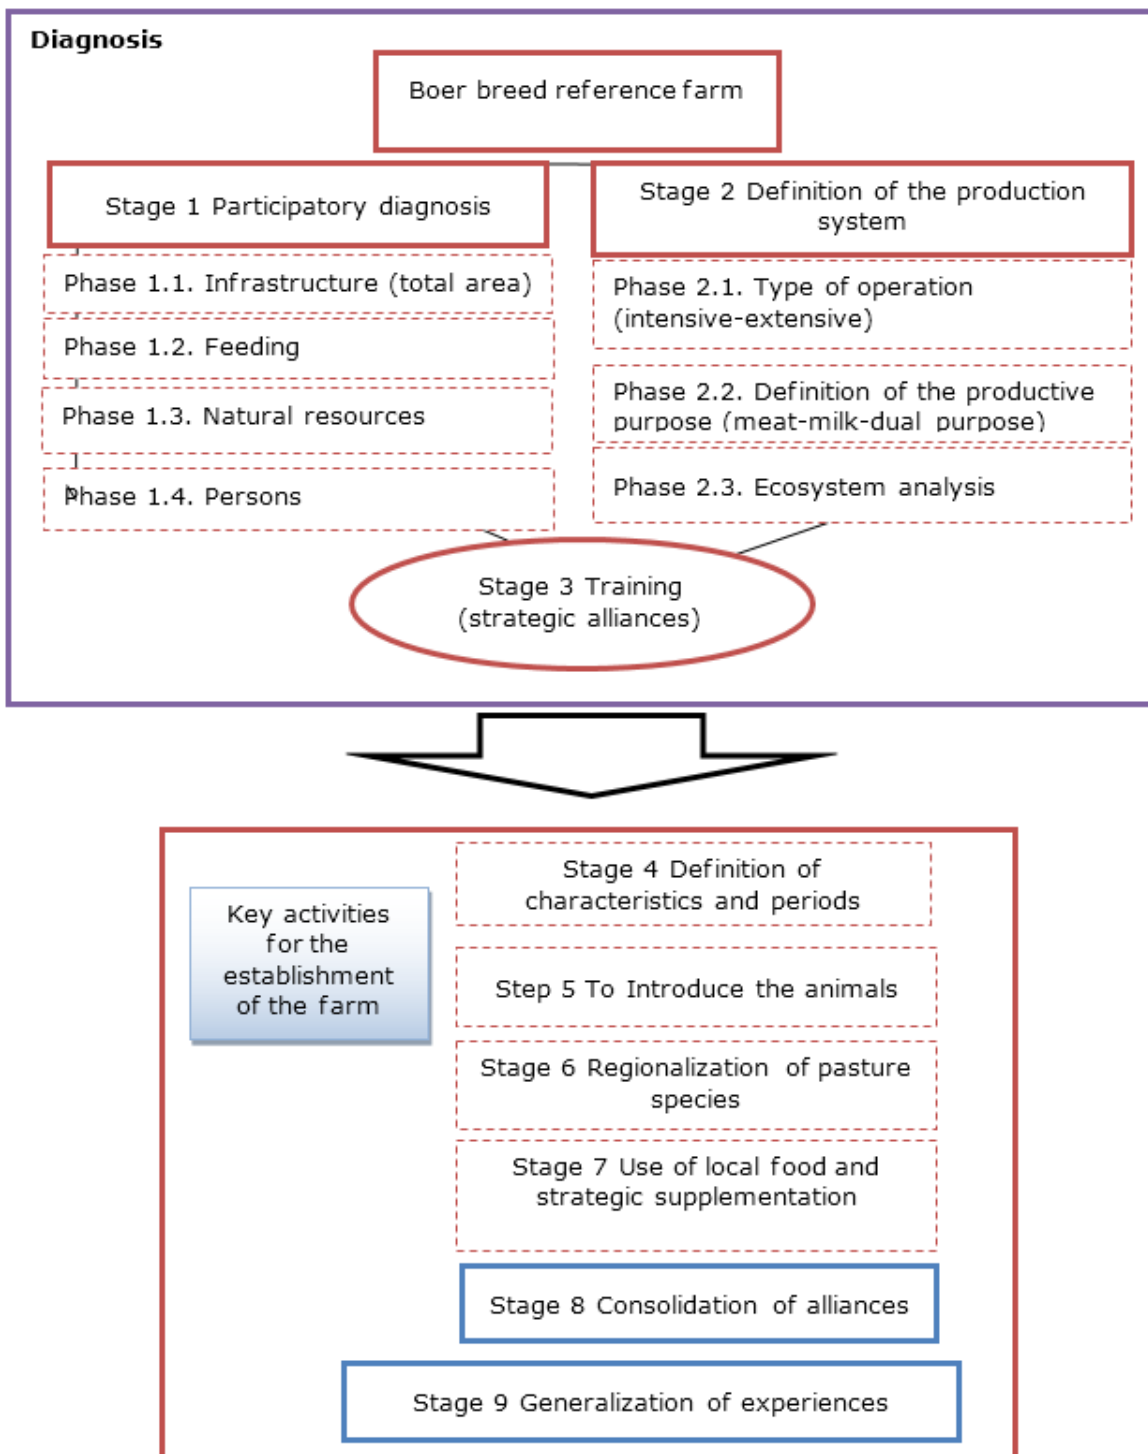 Diagnosis
Boer breed reference farm
Stage 1 Participatory diagnosis
Phase 1.1. Infrastructure (total area)
Phase 1.2. Feeding
Phase 1.3. Natural resources
Phase 1.4. Persons
Stage 2 Definition of the production
system
Phase 2.1. Type of operation
(intensive-extensive)
Phase 2.2. Definition of the productive
purpose (meat-milk-dual purpose)
Phase 2.3. Ecosystem analysis
Stage 3 Training
(strategic alliances)
Key activities
for the
establishment
of the farm
Stage 4 Definition of
characteristics and periods
Step 5 To Introduce the animals
Stage 6 Regionalization of pasture
species
Stage 7 Use of local food and
strategic supplementation
Stage 8 Consolidation of alliances
Stage 9 Generalization of experiences